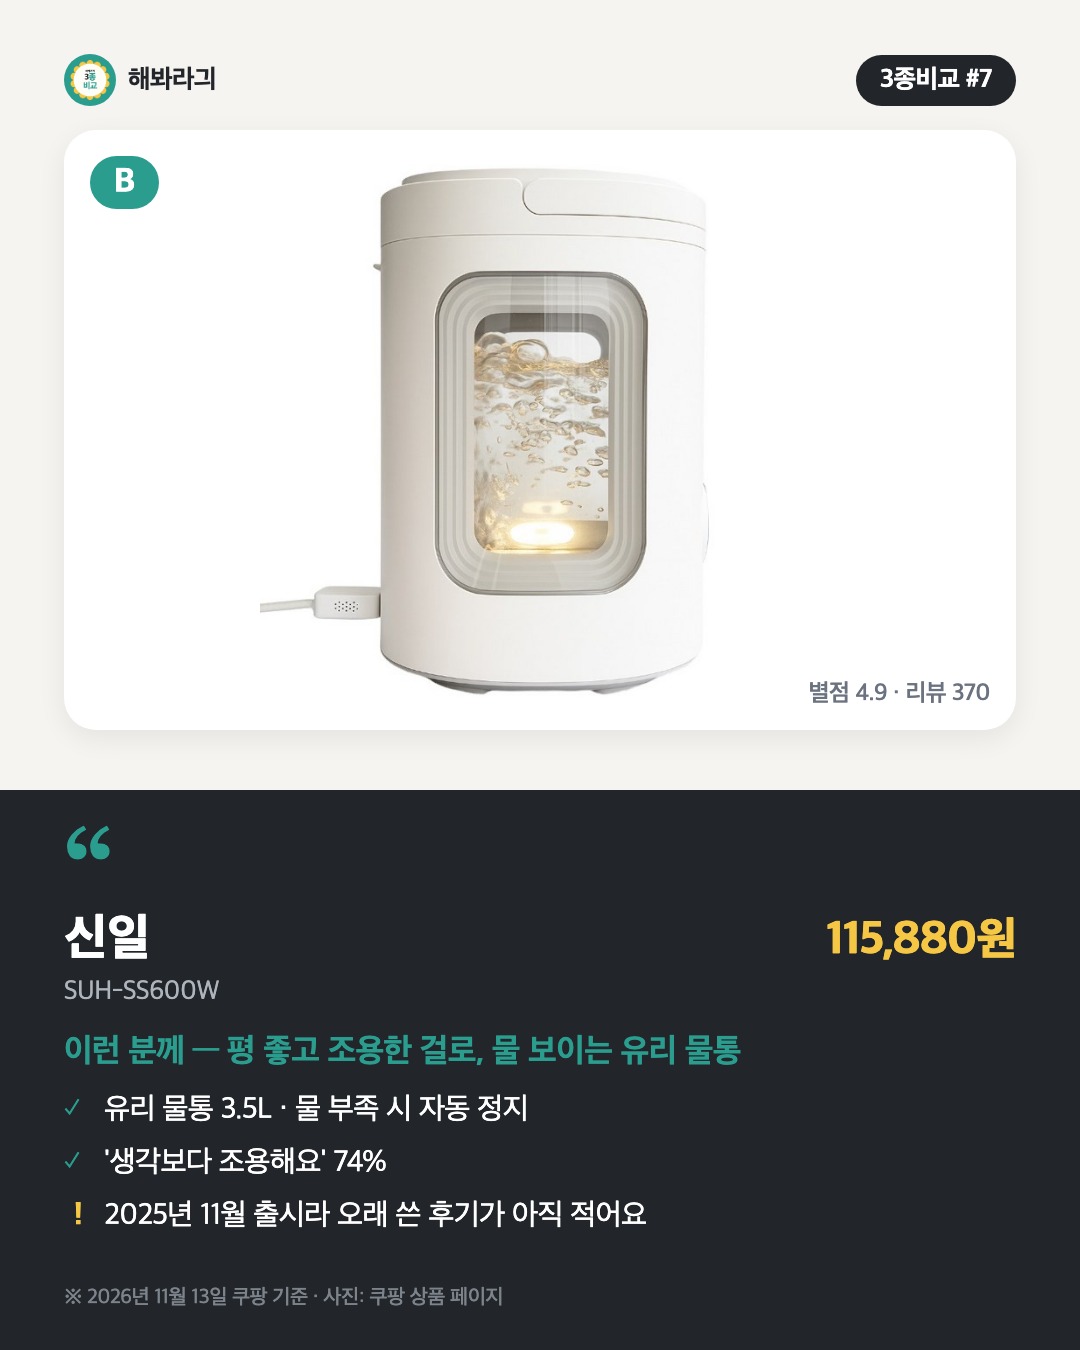 3종
비교
해봐라긔
3종비교 #7
B
별점 4.9 · 리뷰 370
“
신일
115,880원
SUH-SS600W
이런 분께 — 평 좋고 조용한 걸로, 물 보이는 유리 물통
✓ 유리 물통 3.5L · 물 부족 시 자동 정지
✓ '생각보다 조용해요' 74%
! 2025년 11월 출시라 오래 쓴 후기가 아직 적어요
※ 2026년 11월 13일 쿠팡 기준 · 사진: 쿠팡 상품 페이지